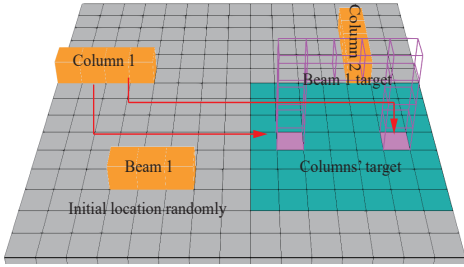 Column 1
Column 2
Beam 1 target
Beam 1
Columns' target
Initial location randomly